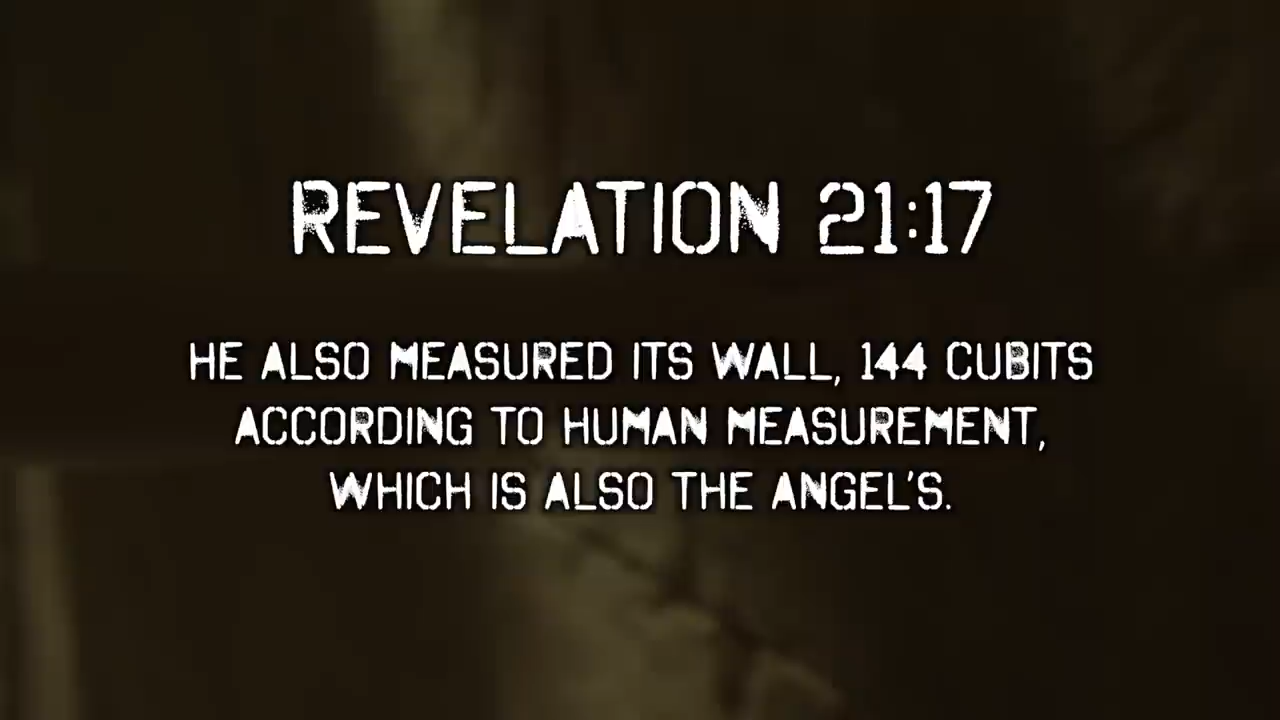 REVELATION 21:17
HE ALSO MEASURED ITS WALL, 144 CUBITS
ACCORDING TO HUMAN MEASUREMENT,
WHICH IS ALSO THE ANGEL'S.